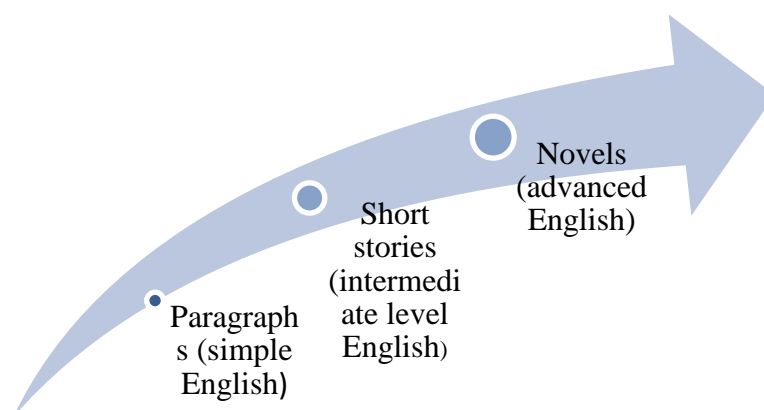 Paragraph
s (simple
English)
Short
stories
(intermedi
ate level
English)
Novels
(advanced
English)